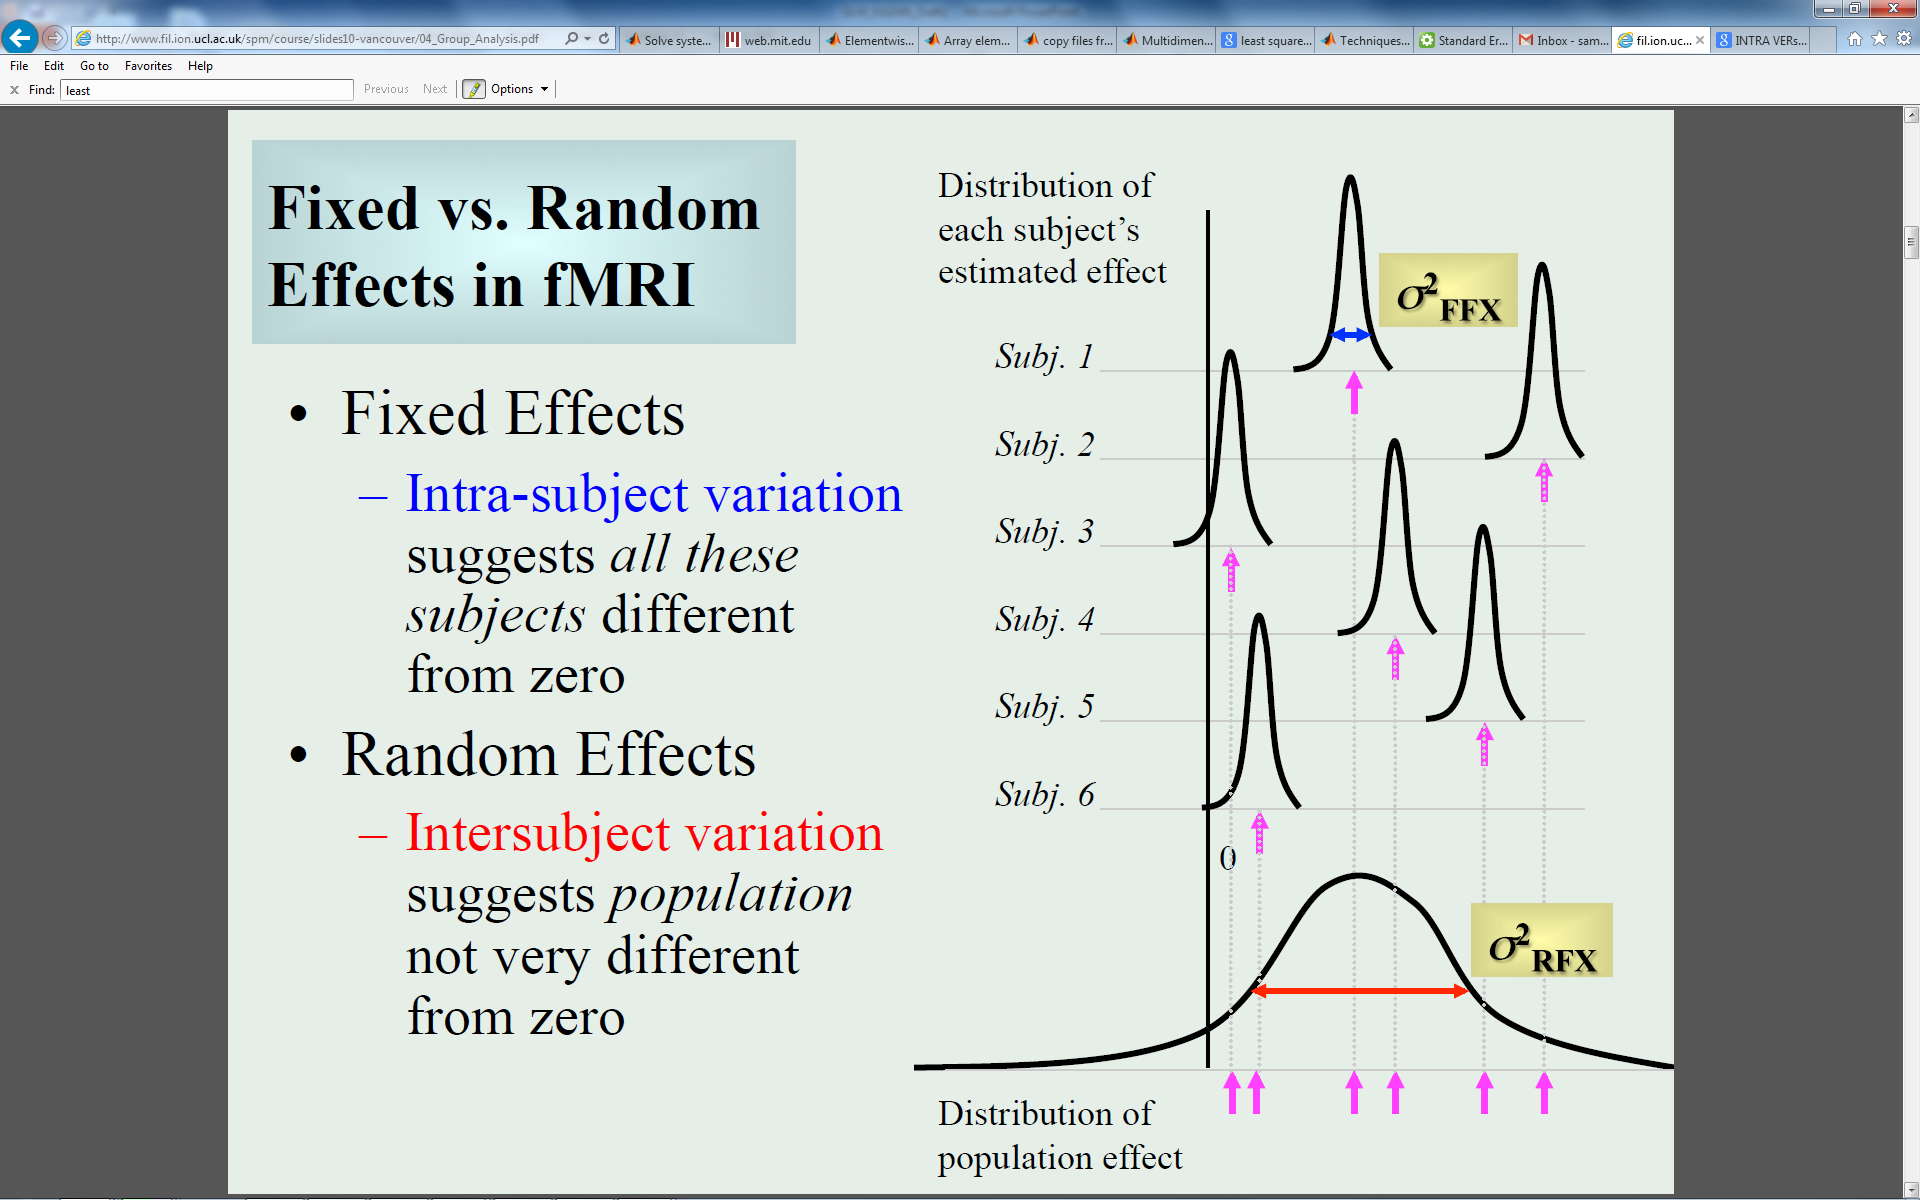 http://www.fil.ion.ucl.ac.uk/spm/course/slides10-vancouver/04_Group_Analysis.pdf
Solve syste...
web.mit.edu
Elementwis...
Array elem...
copy files fr...
Multidimen...
least square...
Techniques...
Standard Er...
Inbox - sam...
fil.ion.uc...
INTRA VERs...
File Edit Go to Favorites Help
Find: least Previous Next Options
Fixed vs. Random
Effects in fMRI
• Fixed Effects
– Intra-subject variation
suggests all these
subjects different
from zero
• Random Effects
– Intersubject variation
suggests population
not very different
from zero
Distribution of
each subject’s
estimated effect
σ²FFX
Subj. 1
Subj. 2
Subj. 3
Subj. 4
Subj. 5
Subj. 6
0
σ²RFX
Distribution of
population effect